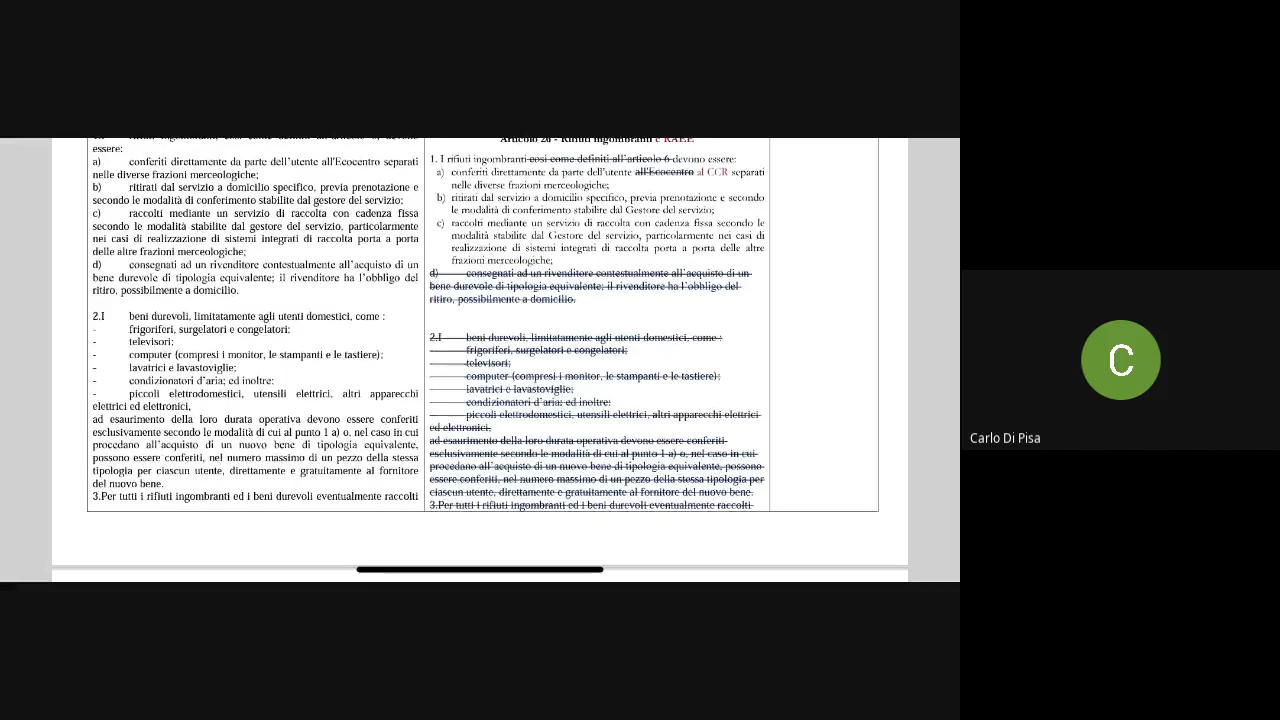 essere:
a) conferiti direttamente da parte dell'utente all'Ecocentro separati
nelle diverse frazioni merceologiche;
b) ritirati dal servizio a domicilio specifico, previa prenotazione e
secondo le modalità di conferimento stabilite dal gestore del servizio;
c) raccolti mediante un servizio di raccolta con cadenza fissa
secondo le modalità stabilite dal gestore del servizio, particolarmente
nei casi di realizzazione di sistemi integrati di raccolta porta a porta
delle altre frazioni merceologiche;
d) consegnati ad un rivenditore contestualmente all'acquisto di un
bene durevole di tipologia equivalente; il rivenditore ha l'obbligo del
ritiro, possibilmente a domicilio.
2.I beni durevoli, limitatamente agli utenti domestici, come :
- frigoriferi, surgelatori e congelatori;
- televisori;
- computer (compresi i monitor, le stampanti e le tastiere);
- lavatrici e lavastoviglie;
- condizionatori d'aria; ed inoltre:
- piccoli elettrodomestici, utensili elettrici, altri apparecchi
elettrici ed elettronici,
ad esaurimento della loro durata operativa devono essere conferiti
esclusivamente secondo le modalità di cui al punto 1 a) o, nel caso in cui
procedano all'acquisto di un nuovo bene di tipologia equivalente,
possono essere conferiti, nel numero massimo di un pezzo della stessa
tipologia per ciascun utente, direttamente e gratuitamente al fornitore
del nuovo bene.
3.Per tutti i rifiuti ingombranti ed i beni durevoli eventualmente raccolti
Articolo 26 - Rifiuti ingombranti e RAEE
1. I rifiuti ingombranti così come definiti all'articolo 6 devono essere:
a) conferiti direttamente da parte dell'utente all'Ecocentro al CCR separati
nelle diverse frazioni merceologiche;
b) ritirati dal servizio a domicilio specifico, previa prenotazione e secondo
le modalità di conferimento stabilite dal Gestore del servizio;
c) raccolti mediante un servizio di raccolta con cadenza fissa secondo le
modalità stabilite dal Gestore del servizio, particolarmente nei casi di
realizzazione di sistemi integrati di raccolta porta a porta delle altre
frazioni merceologiche;
d) consegnati ad un rivenditore contestualmente all'acquisto di un
bene durevole di tipologia equivalente; il rivenditore ha l'obbligo del
ritiro, possibilmente a domicilio.
2.I beni durevoli, limitatamente agli utenti domestici, come :
- frigoriferi, surgelatori e congelatori;
- televisori;
- computer (compresi i monitor, le stampanti e le tastiere);
- lavatrici e lavastoviglie;
- condizionatori d'aria; ed inoltre:
- piccoli elettrodomestici, utensili elettrici, altri apparecchi elettrici
ed elettronici,
ad esaurimento della loro durata operativa devono essere conferiti
esclusivamente secondo le modalità di cui al punto 1 a) o, nel caso in cui
procedano all'acquisto di un nuovo bene di tipologia equivalente, possono
essere conferiti, nel numero massimo di un pezzo della stessa tipologia per
ciascun utente, direttamente e gratuitamente al fornitore del nuovo bene.
3.Per tutti i rifiuti ingombranti ed i beni durevoli eventualmente raccolti
C
Carlo Di Pisa